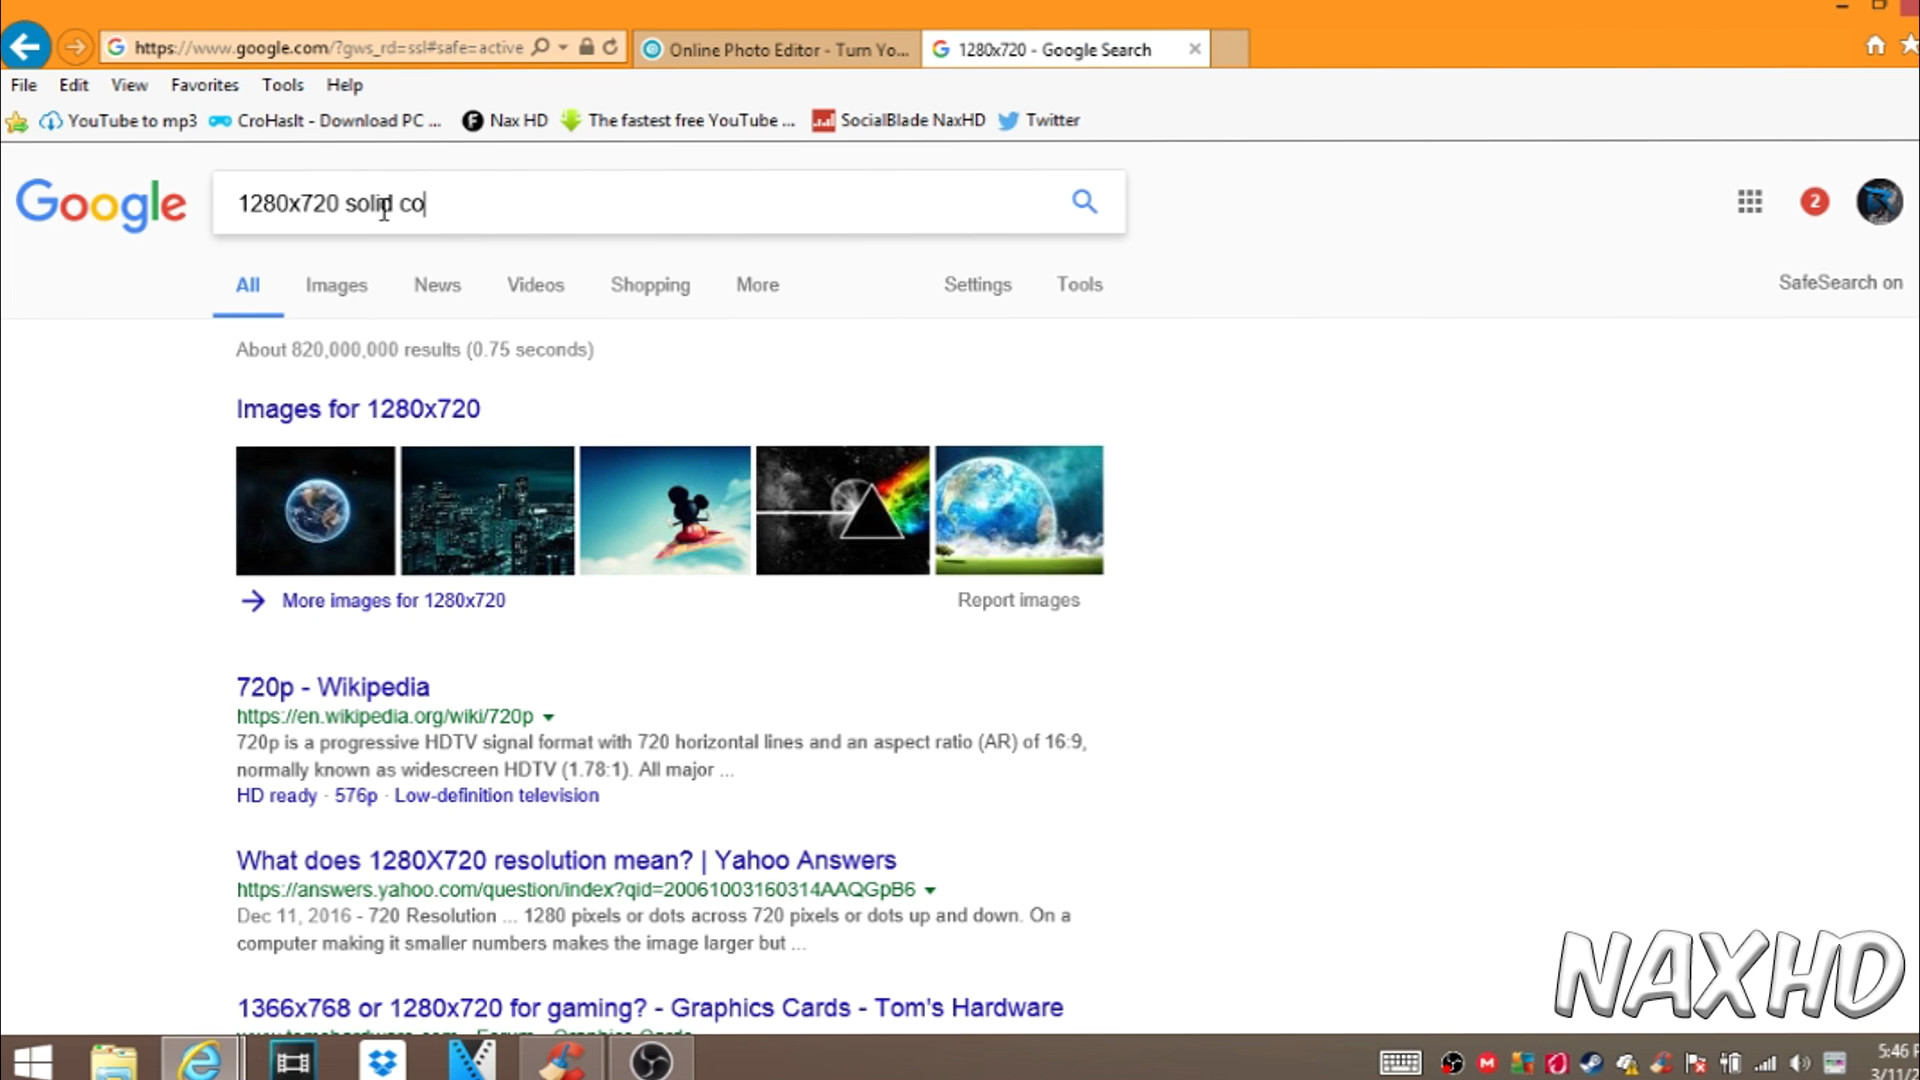 https://www.google.com/?gws_rd=ssl#safe=active
Online Photo Editor - Turn Yo...
1280x720 - Google Search
File Edit View Favorites Tools Help
YouTube to mp3 CroHasIt - Download PC ... Nax HD The fastest free YouTube ... SocialBlade NaxHD Twitter
Google
1280x720 solid co
2
All Images News Videos Shopping More Settings Tools
SafeSearch on
About 820,000,000 results (0.75 seconds)
Images for 1280x720
More images for 1280x720
Report images
720p - Wikipedia
https://en.wikipedia.org/wiki/720p
720p is a progressive HDTV signal format with 720 horizontal lines and an aspect ratio (AR) of 16:9,
normally known as widescreen HDTV (1.78:1). All major ...
HD ready · 576p · Low-definition television
What does 1280X720 resolution mean? | Yahoo Answers
https://answers.yahoo.com/question/index?qid=20061003160314AAQGpB6
Dec 11, 2016 - 720 Resolution ... 1280 pixels or dots across 720 pixels or dots up and down. On a
computer making it smaller numbers makes the image larger but ...
NAXHD
1366x768 or 1280x720 for gaming? - Graphics Cards - Tom's Hardware
5:46 P
3/11/2